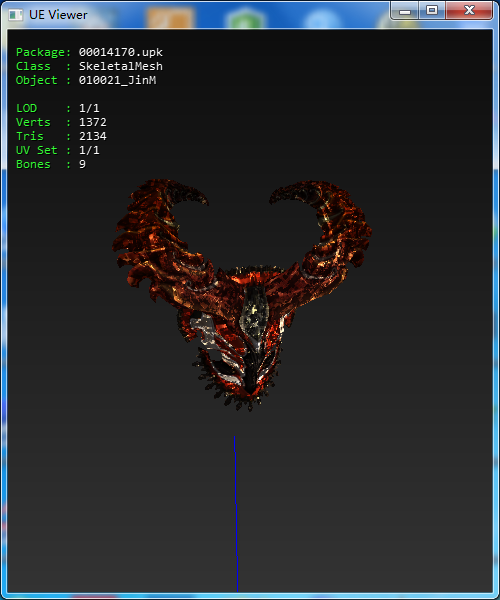 UE Viewer
Package: 00014170.upk
Class : SkeletalMesh
Object : 010021_JinM
LOD : 1/1
Verts : 1372
Tris : 2134
UV Set : 1/1
Bones : 9